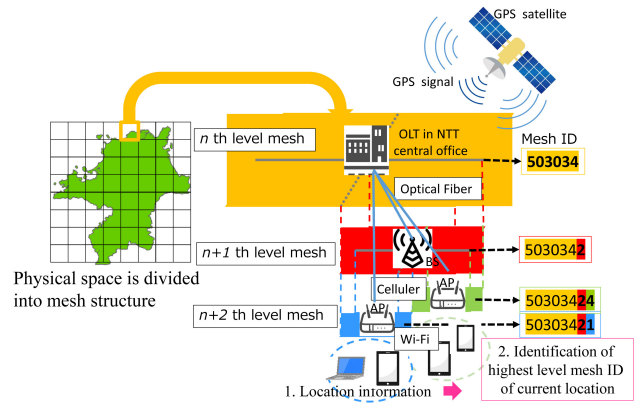 GPS satellite
GPS signal
n th level mesh
OLT in NTT
central office
Mesh ID
503034
Optical Fiber
n+1 th level mesh
BS
5030342
Physical space is divided
into mesh structure
Celluler
AP
50303424
n+2 th level mesh
AP
50303421
Wi-Fi
1. Location information
2. Identification of
highest level mesh ID
of current location